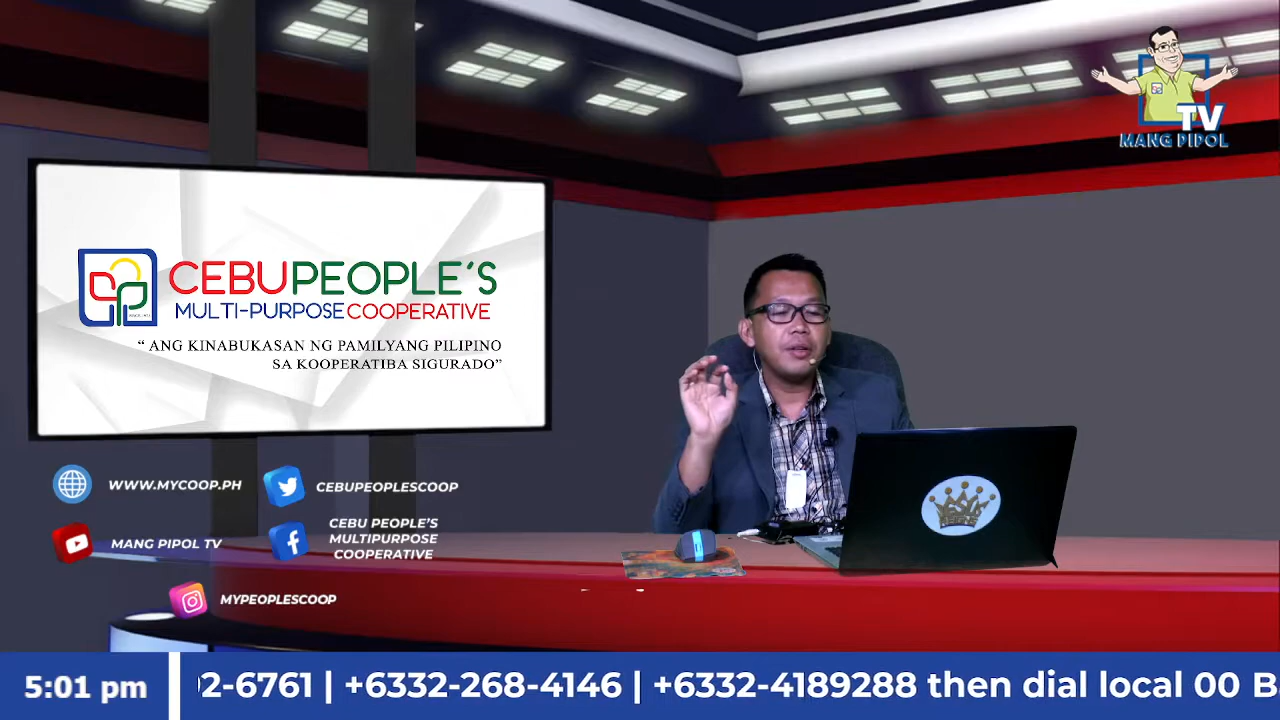 TV
MANG PIPOL
CEBUPEOPLE'S
MULTI-PURPOSE COOPERATIVE
“ ANG KINABUKASAN NG PAMILYANG PILIPINO
SA KOOPERATIBA SIGURADO”
WWW.MYCOOP.PH
CEBUPEOPLESCOOP
MANG PIPOL TV
CEBU PEOPLE’S
MULTIPURPOSE
COOPERATIVE
MYPEOPLESCOOP
5:01 pm
2-6761 | +6332-268-4146 | +6332-4189288 then dial local 00 B